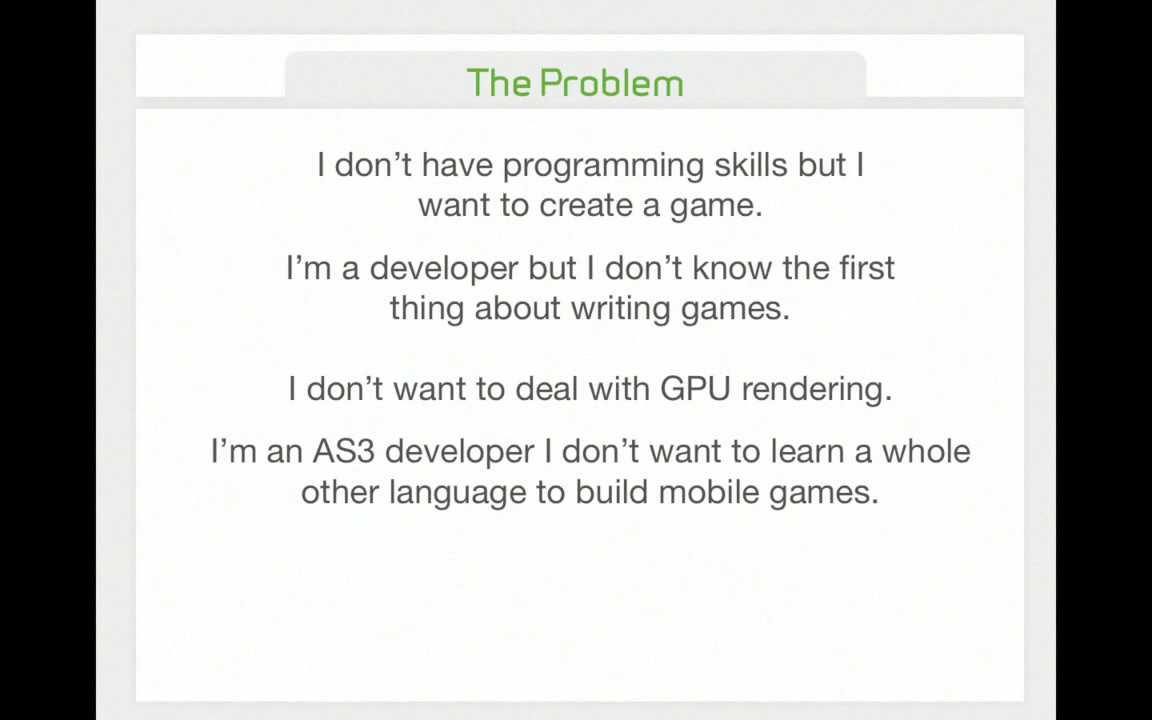 The Problem
I don’t have programming skills but I
want to create a game.
I’m a developer but I don’t know the first
thing about writing games.
I don’t want to deal with GPU rendering.
I’m an AS3 developer I don’t want to learn a whole
other language to build mobile games.